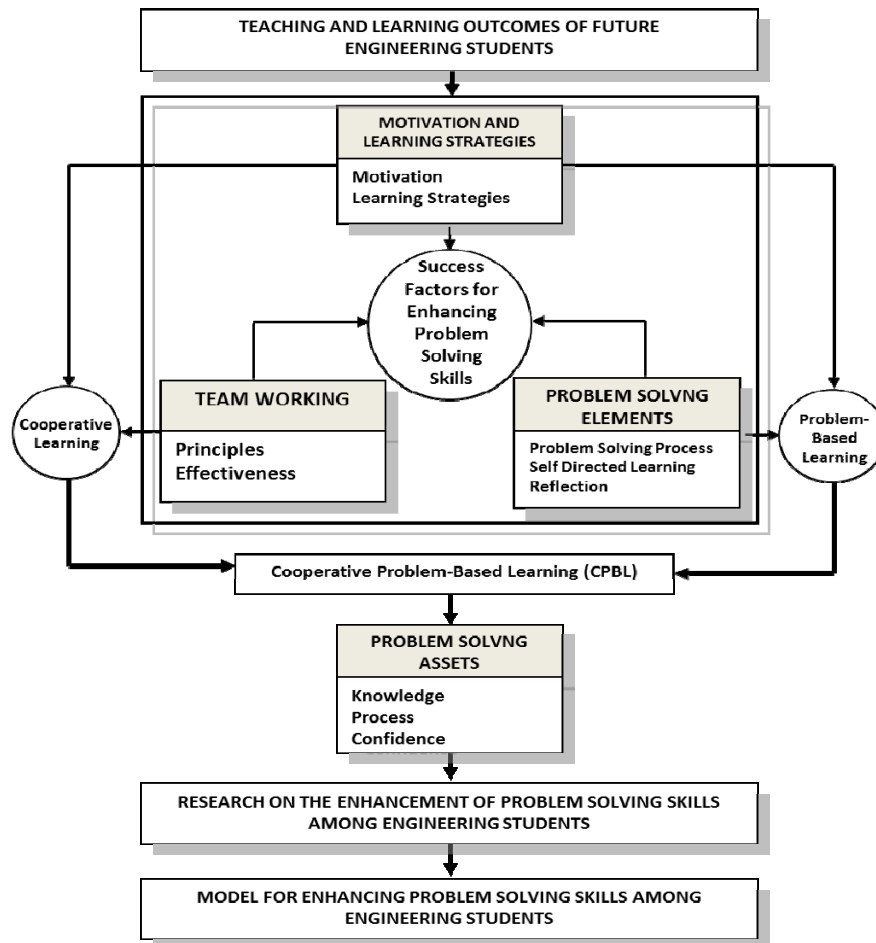 TEACHING AND LEARNING OUTCOMES OF FUTURE
ENGINEERING STUDENTS
MOTIVATION AND
LEARNING STRATEGIES
Motivation
Learning Strategies
Success
Factors for
Enhancing
Problem
Solving
Skills
TEAM WORKING
Principles
Effectiveness
PROBLEM SOLVNG
ELEMENTS
Problem Solving Process
Self Directed Learning
Reflection
Cooperative
Learning
Problem-
Based
Learning
Cooperative Problem-Based Learning (CPBL)
PROBLEM SOLVNG
ASSETS
Knowledge
Process
Confidence
RESEARCH ON THE ENHANCEMENT OF PROBLEM SOLVING SKILLS
AMONG ENGINEERING STUDENTS
MODEL FOR ENHANCING PROBLEM SOLVING SKILLS AMONG
ENGINEERING STUDENTS